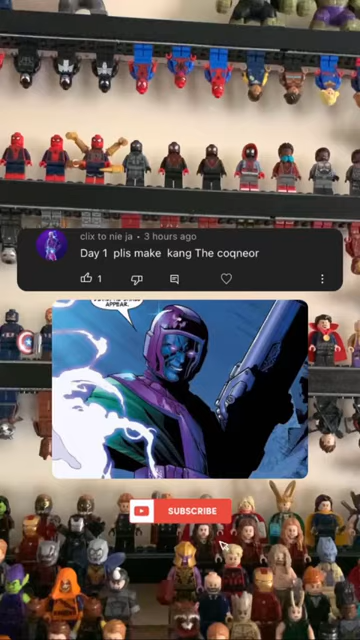 clix to nie ja • 3 hours ago
Day 1 plis make kang The coqneor
1
APPEAR.
SUBSCRIBE